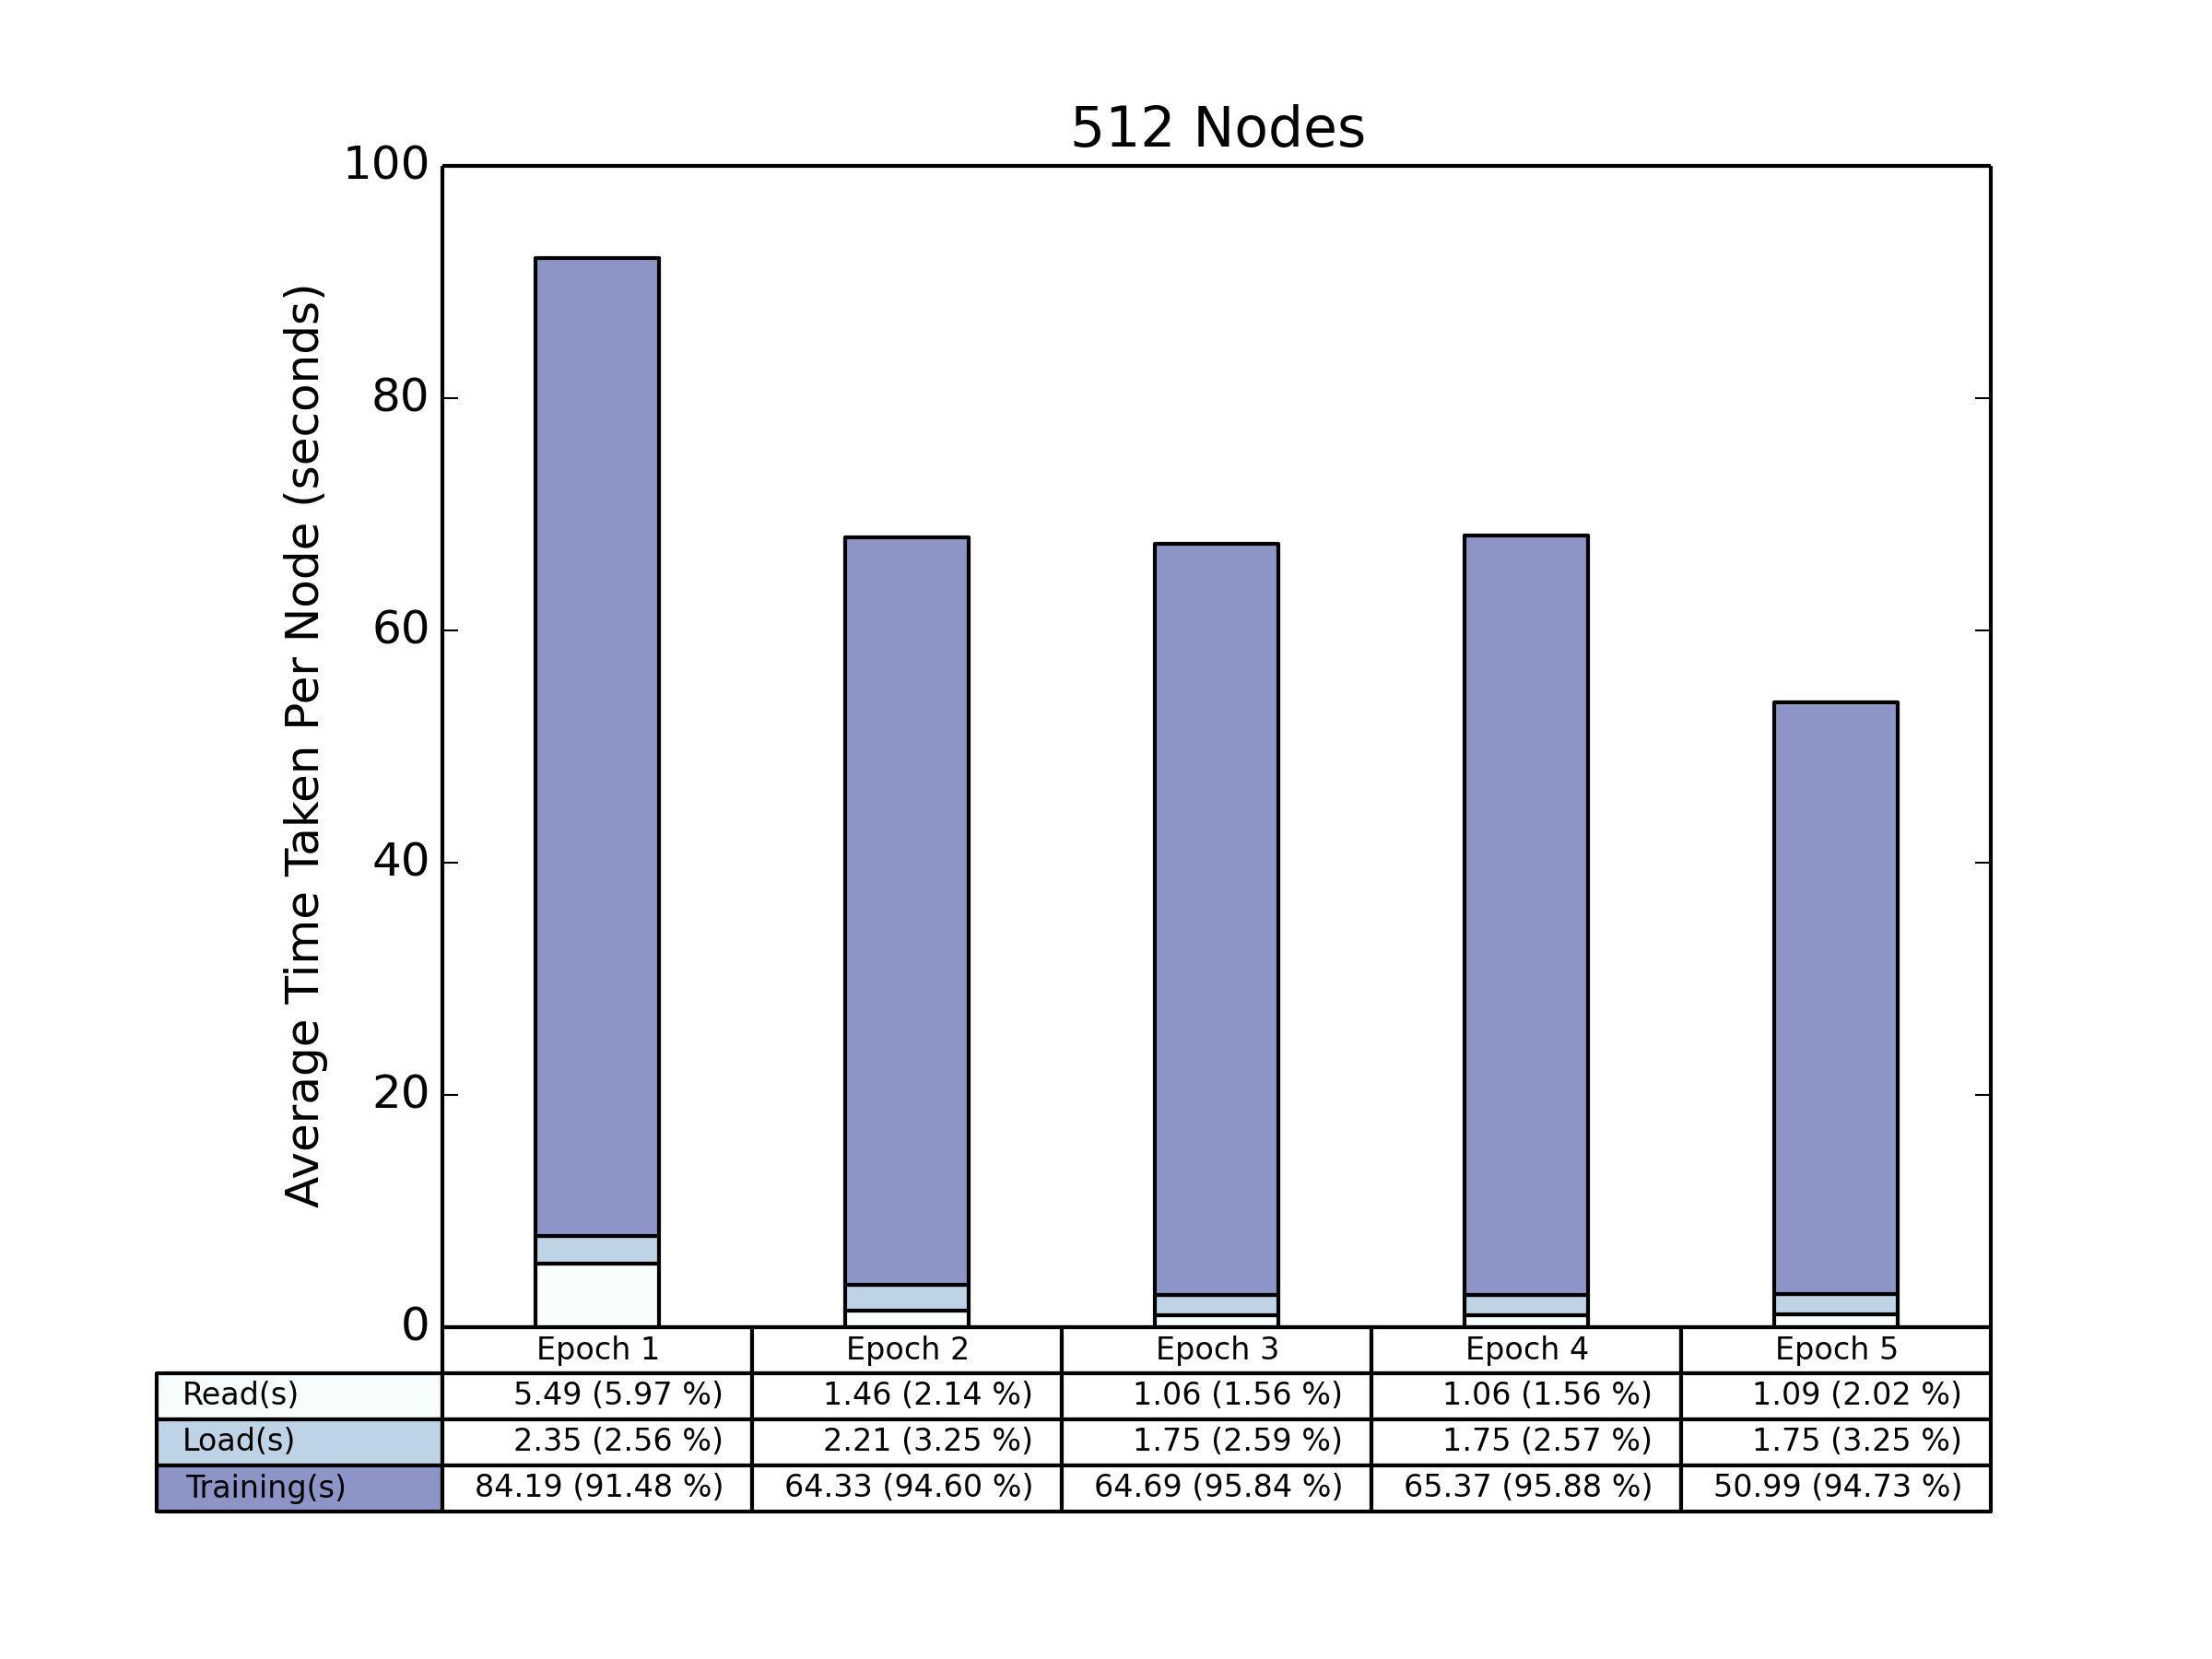 512 Nodes
100
80
60
40
20
0
Average Time Taken Per Node (seconds)
Epoch 1 Epoch 2 Epoch 3 Epoch 4 Epoch 5
Read(s) 5.49 (5.97 %) 1.46 (2.14 %) 1.06 (1.56 %) 1.06 (1.56 %) 1.09 (2.02 %)
Load(s) 2.35 (2.56 %) 2.21 (3.25 %) 1.75 (2.59 %) 1.75 (2.57 %) 1.75 (3.25 %)
Training(s) 84.19 (91.48 %) 64.33 (94.60 %) 64.69 (95.84 %) 65.37 (95.88 %) 50.99 (94.73 %)